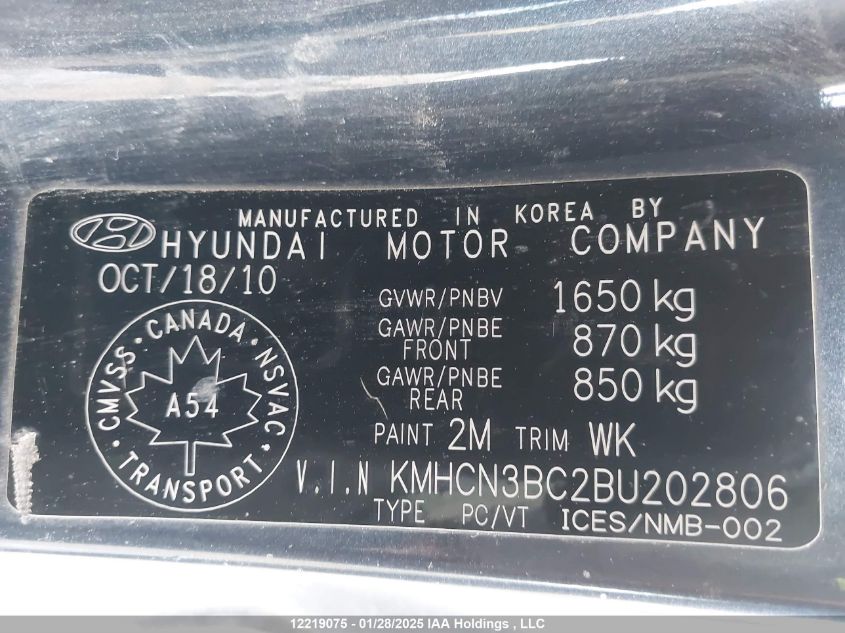 MANUFACTURED IN KOREA BY
HYUNDAI MOTOR COMPANY
OCT/18/10
GVWR/PNBV 1650 kg
GAWR/PNBE FRONT 870 kg
GAWR/PNBE REAR 850 kg
PAINT 2M TRIM WK
CMVSS · CANADA · NSVAC · TRANSPORT ·
A54
V.I.N KMHCN3BC2BU202806
TYPE PC/VT ICES/NMB-002
12219075 - 01/28/2025 IAA Holdings , LLC